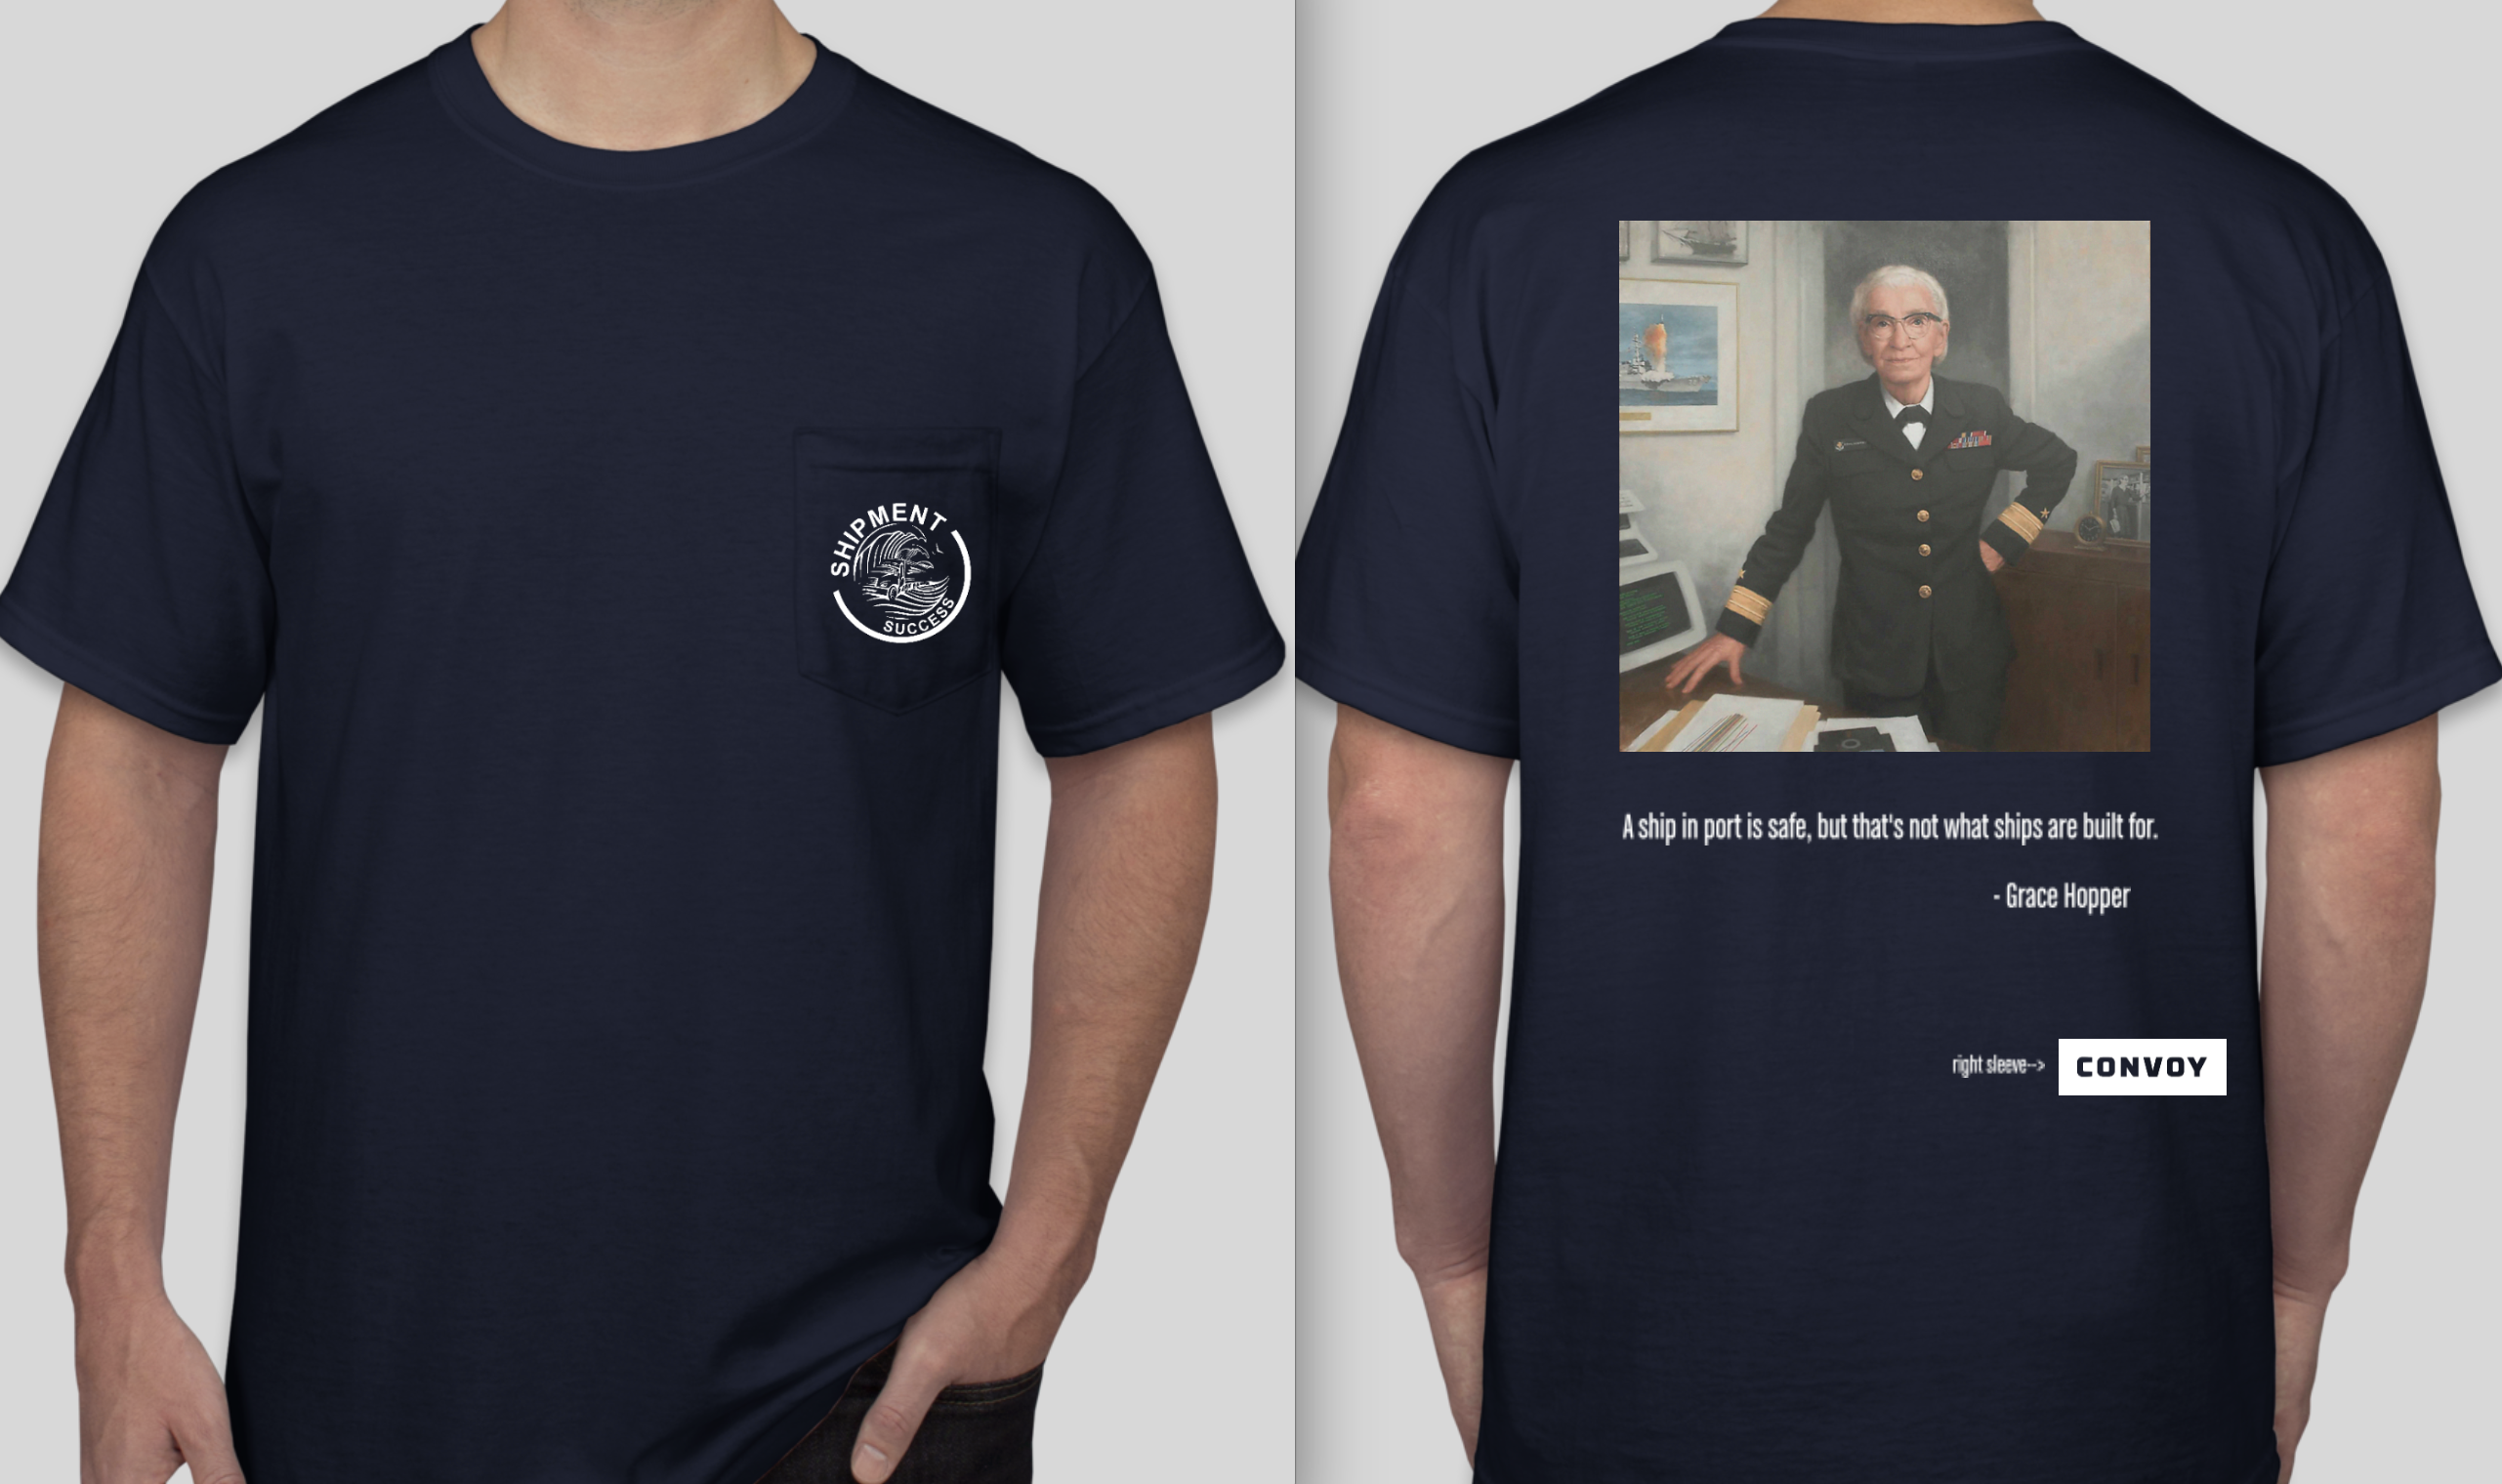 SHIPMENT
SUCCESS
A ship in port is safe, but that's not what ships are built for.
- Grace Hopper
right sleeve-->
CONVOY